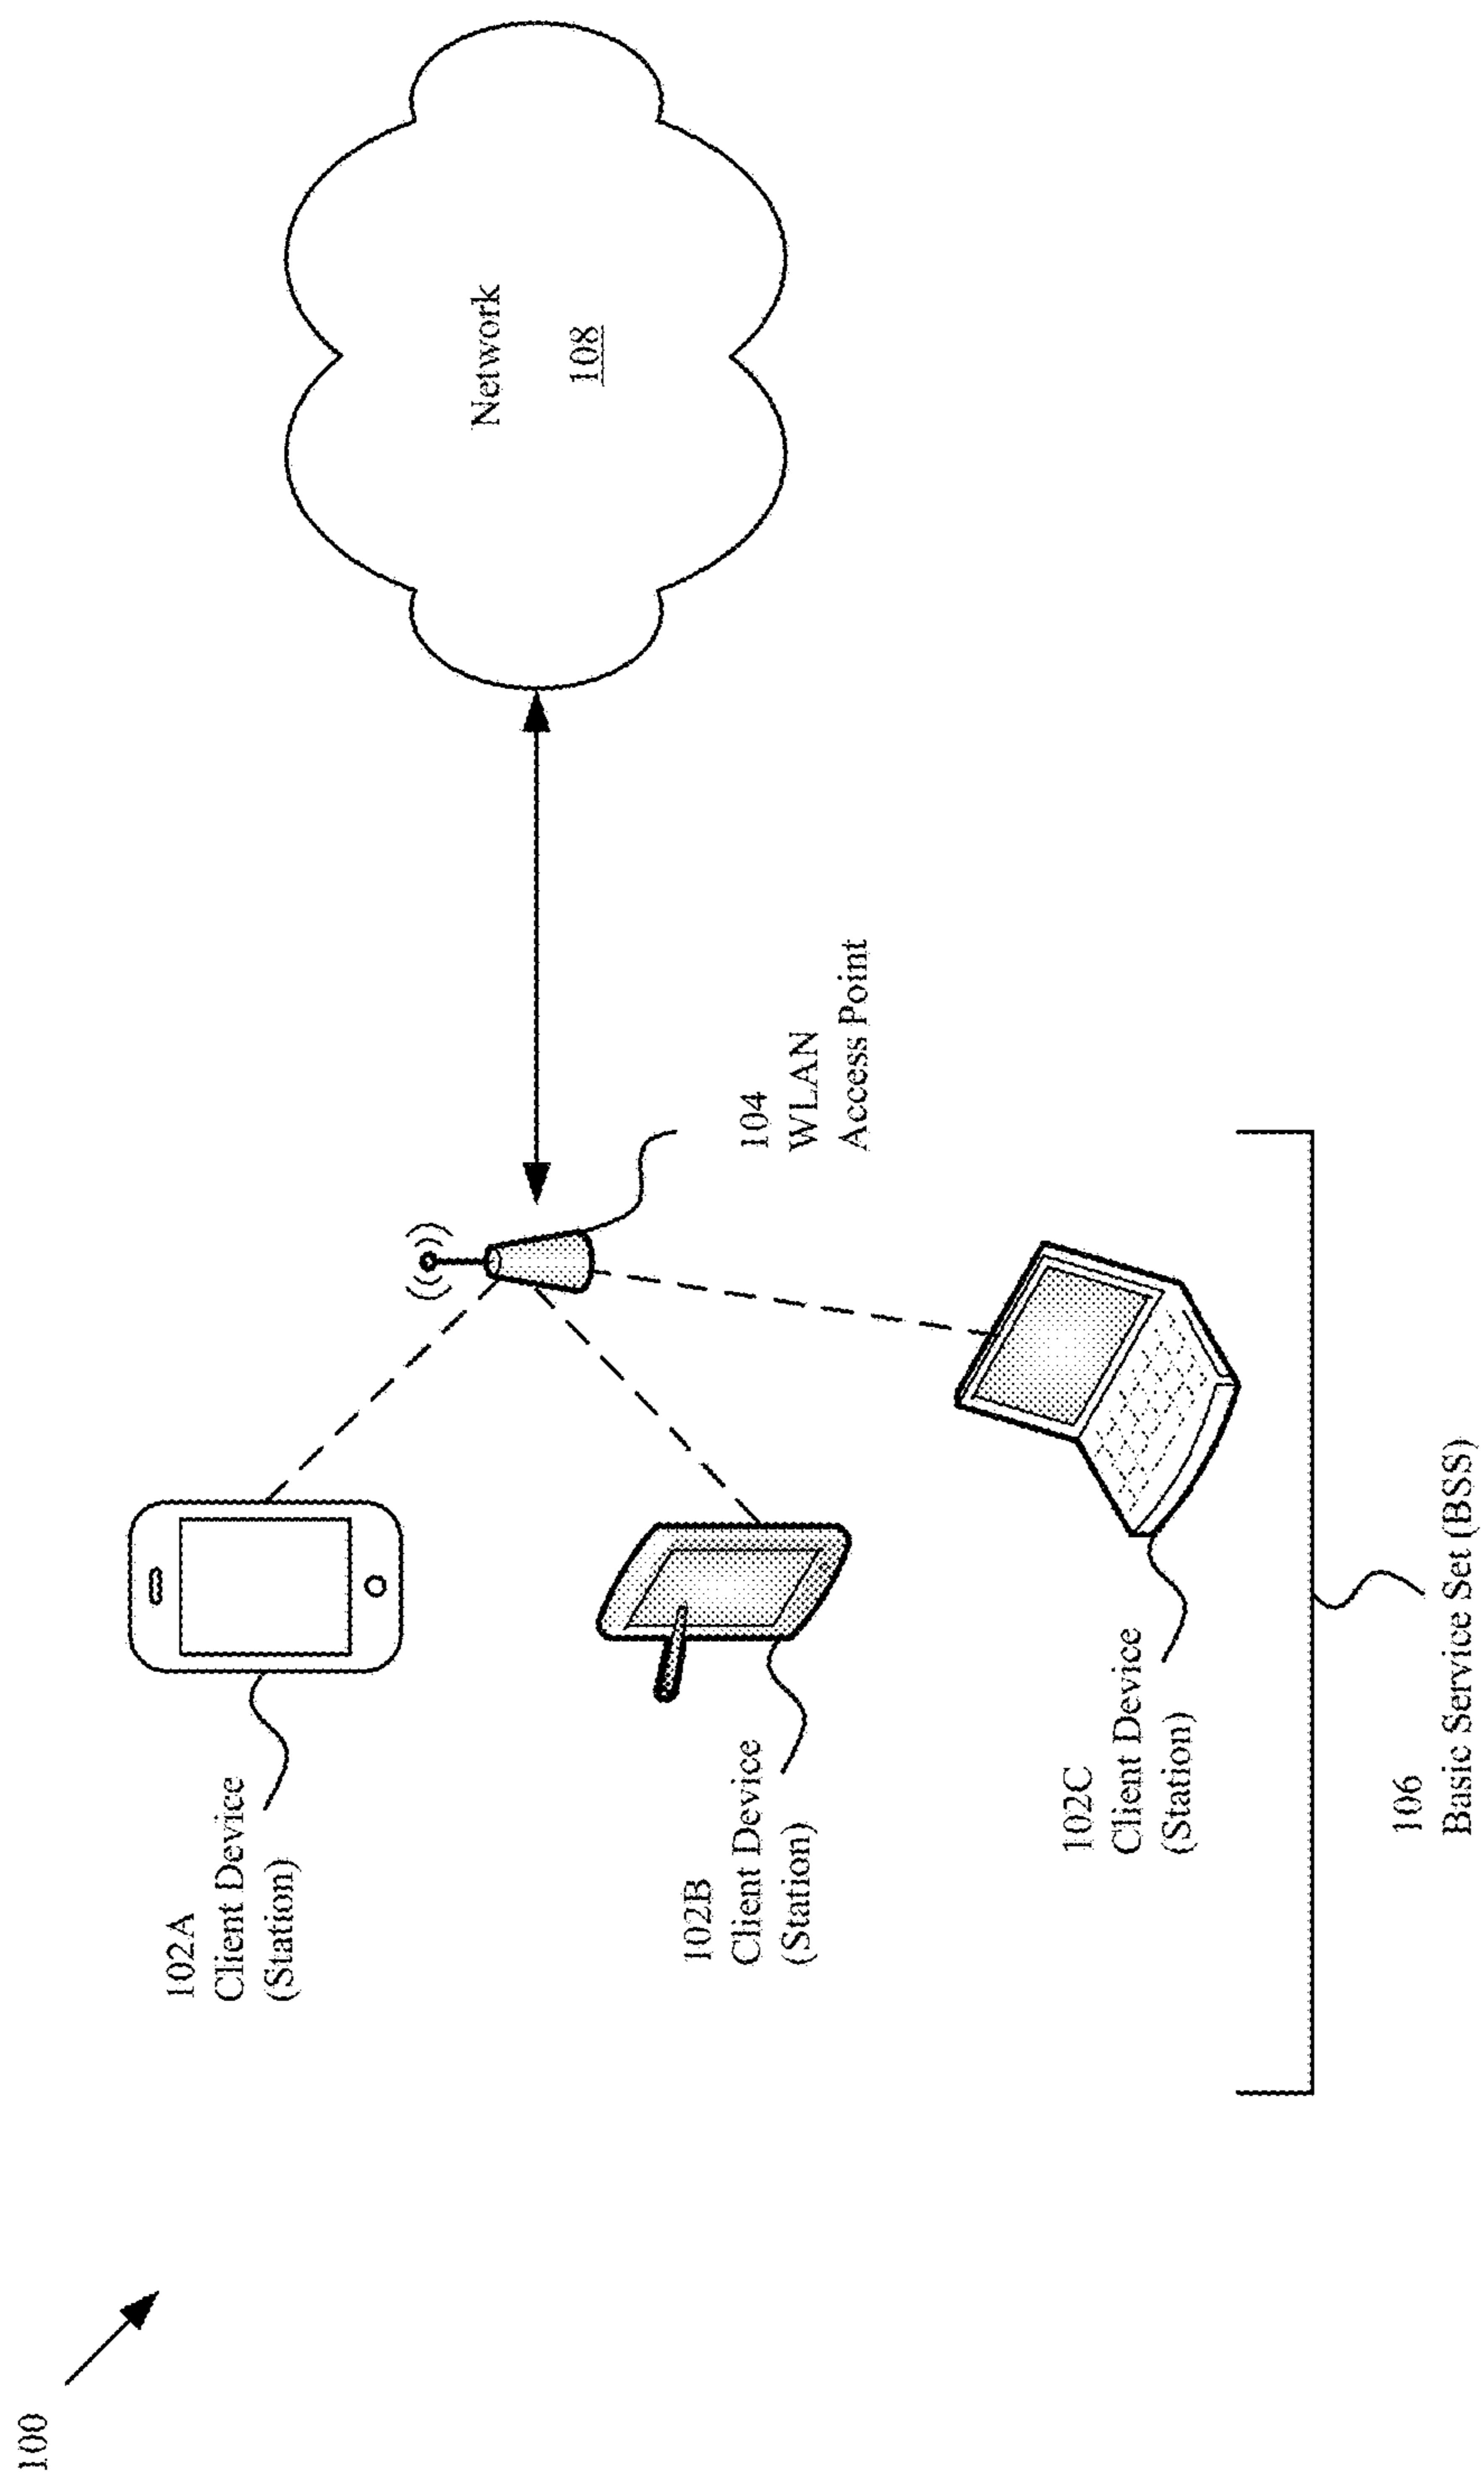 100
102A
Client Device
(Station)
102B
Client Device
(Station)
102C
Client Device
(Station)
104
WLAN
Access Point
Network
108
106
Basic Service Set (BSS)